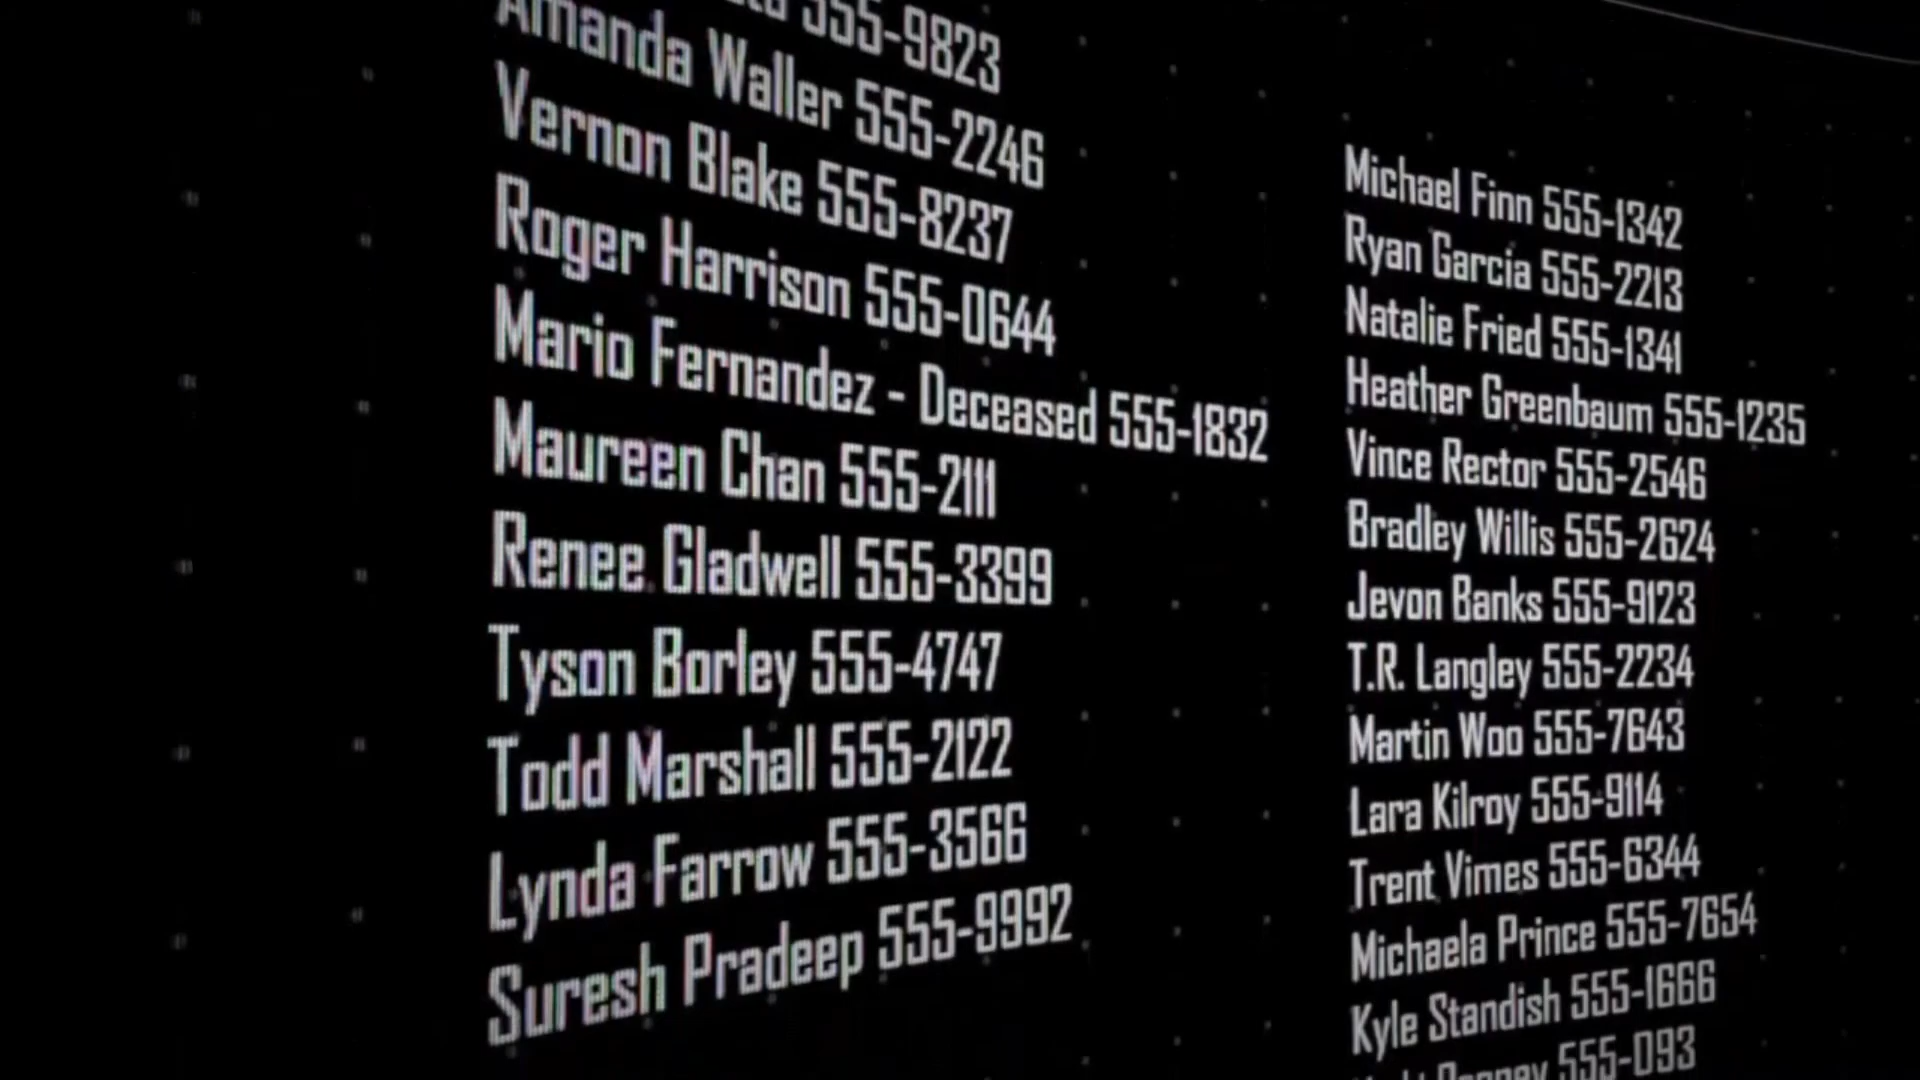 555-9823
Amanda Waller 555-2246
Vernon Blake 555-8237
Roger Harrison 555-0644
Mario Fernandez - Deceased 555-1832
Maureen Chan 555-2111
Renee Gladwell 555-3399
Tyson Borley 555-4747
Todd Marshall 555-2122
Lynda Farrow 555-3566
Suresh Pradeep 555-9992
Michael Finn 555-1342
Ryan Garcia 555-2213
Natalie Fried 555-1341
Heather Greenbaum 555-1235
Vince Rector 555-2546
Bradley Willis 555-2624
Jevon Banks 555-9123
T.R. Langley 555-2234
Martin Woo 555-7643
Lara Kilroy 555-9114
Trent Vimes 555-6344
Michaela Prince 555-7654
Kyle Standish 555-1666
555-093